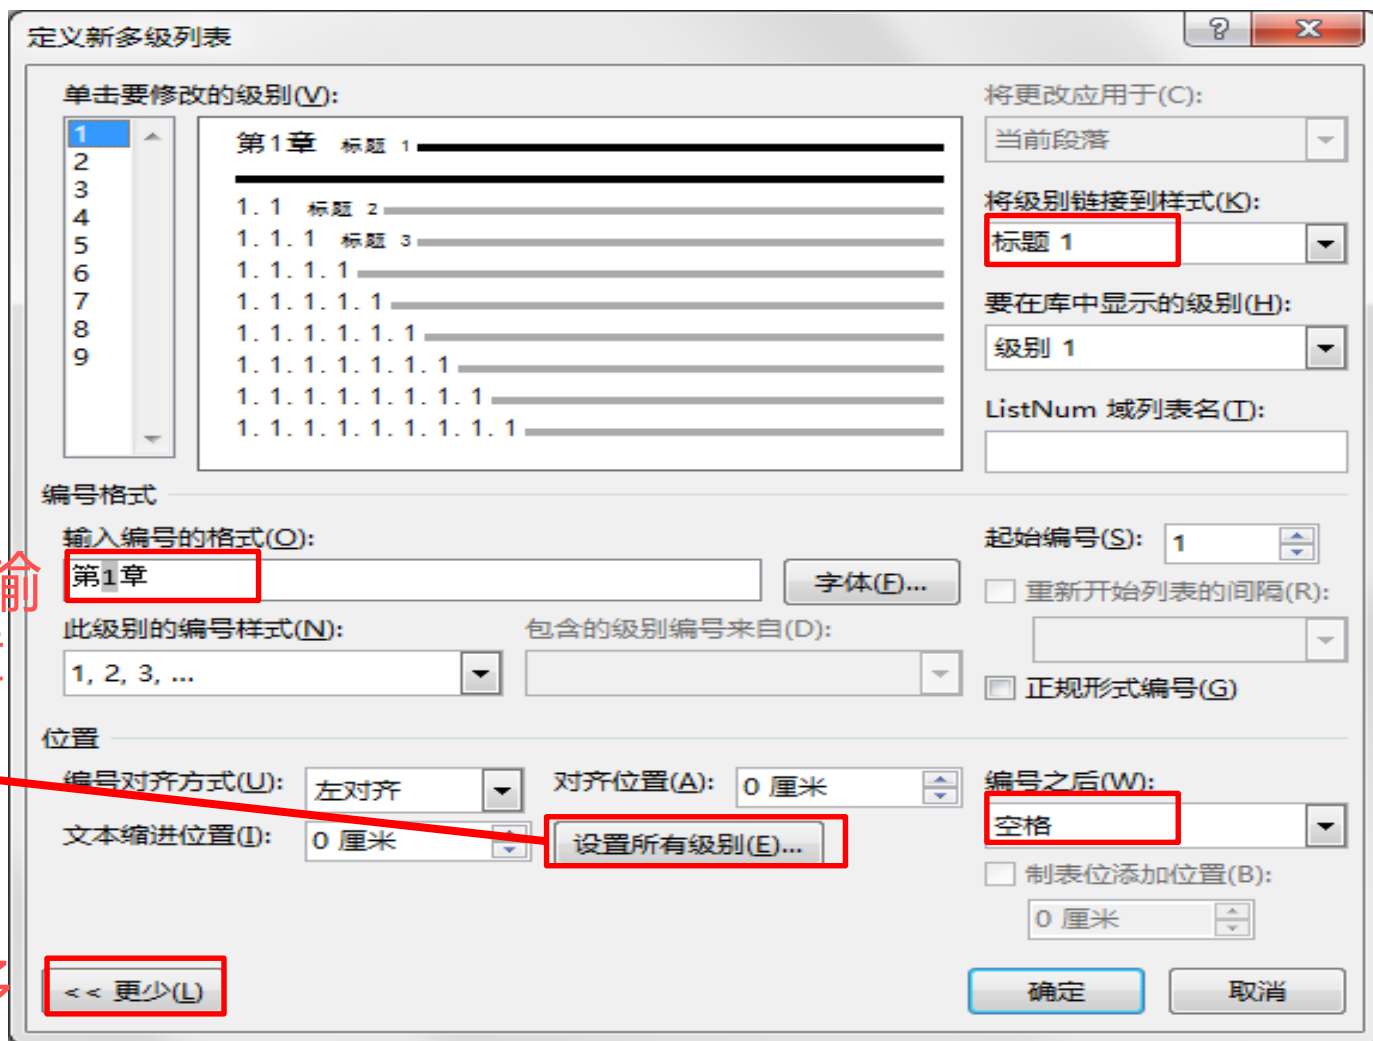 定义新多级列表
单击要修改的级别(V):
将更改应用于(C):
1
2
3
4
5
6
7
8
9
第1章 标题 1
1.1 标题 2
1.1.1 标题 3
1.1.1.1
1.1.1.1.1
1.1.1.1.1.1
1.1.1.1.1.1.1
1.1.1.1.1.1.1.1
1.1.1.1.1.1.1.1.1
当前段落
将级别链接到样式(K):
标题 1
要在库中显示的级别(H):
级别 1
ListNum 域列表名(T):
编号格式
输入编号的格式(O):
起始编号(S): 1
输
第1章
字体(F)...
重新开始列表的间隔(R):
此级别的编号样式(N):
包含的级别编号来自(D):
1, 2, 3, ...
正规形式编号(G)
位置
编号对齐方式(U): 左对齐
对齐位置(A): 0 厘米
编号之后(W):
空格
文本缩进位置(I): 0 厘米
设置所有级别(E)...
制表位添加位置(B):
0 厘米
<< 更少(L)
确定
取消